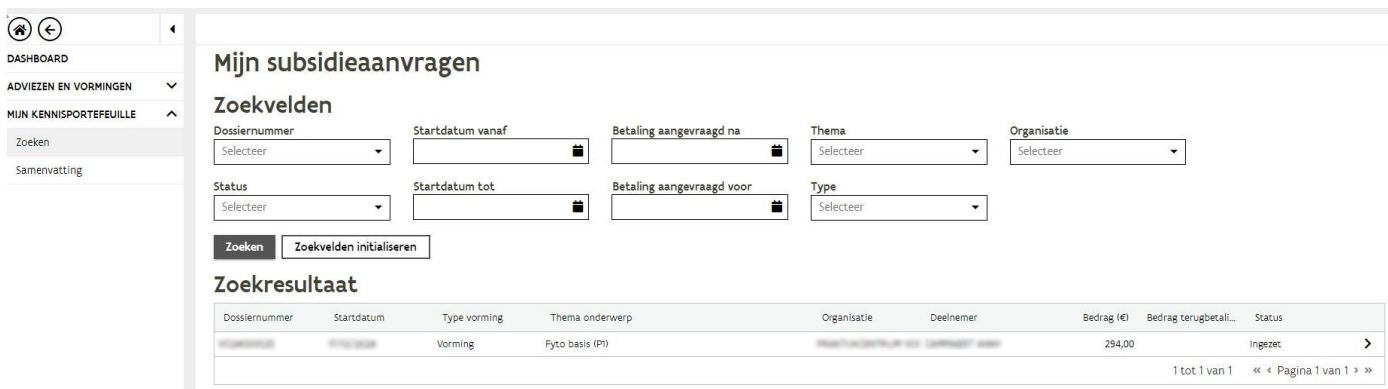 DASHBOARD
ADVIEZEN EN VORMINGEN
MIJN KENNISPORTEFEUILLE
Zoeken
Samenvatting
Mijn subsidieaanvragen
Zoekvelden
Dossiernummer Startdatum vanaf Betaling aangevraagd na Thema Organisatie
Selecteer Selecteer Selecteer
Status Startdatum tot Betaling aangevraagd voor Type
Selecteer Selecteer
Zoeken Zoekvelden initialiseren
Zoekresultaat
Dossiernummer Startdatum Type vorming Thema onderwerp Organisatie Deelnemer Bedrag (€) Bedrag terugbetali... Status
Vorming Fyto basis (P1) 294,00 Ingezet
1 tot 1 van 1 « ‹ Pagina 1 van 1 › »